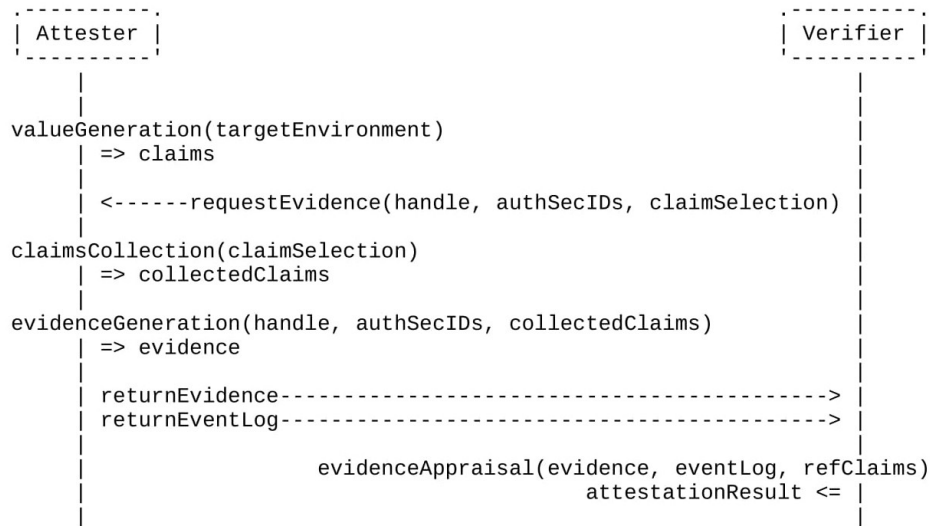 .----------.                                                .----------.
| Attester |                                                | Verifier |
'----------'                                                '----------'
     |                                                            |
     |                                                            |
valueGeneration(targetEnvironment)                                |
     | => claims                                                  |
     |                                                            |
     | <------requestEvidence(handle, authSecIDs, claimSelection) |
     |                                                            |
claimsCollection(claimSelection)                                  |
     | => collectedClaims                                         |
     |                                                            |
evidenceGeneration(handle, authSecIDs, collectedClaims)           |
     | => evidence                                                |
     |                                                            |
     | returnEvidence-------------------------------------------> |
     | returnEventLog-------------------------------------------> |
     |                                                            |
     |                  evidenceAppraisal(evidence, eventLog, refClaims)
     |                                       attestationResult <= |
     |                                                            |